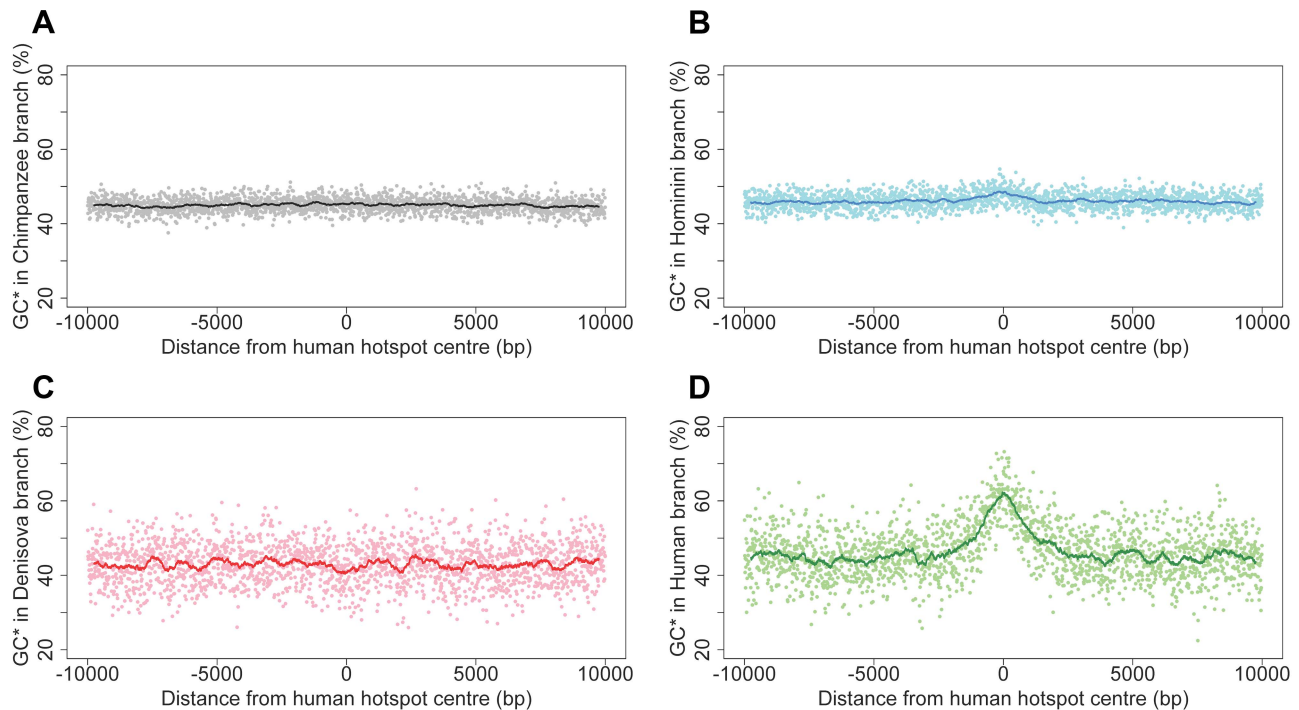 A
GC* in Chimpanzee branch (%)
80
60
40
20
-10000 -5000 0 5000 10000
Distance from human hotspot centre (bp)
B
GC* in Hominini branch (%)
80
60
40
20
-10000 -5000 0 5000 10000
Distance from human hotspot centre (bp)
C
GC* in Denisova branch (%)
80
60
40
20
-10000 -5000 0 5000 10000
Distance from human hotspot centre (bp)
D
GC* in Human branch (%)
80
60
40
20
-10000 -5000 0 5000 10000
Distance from human hotspot centre (bp)